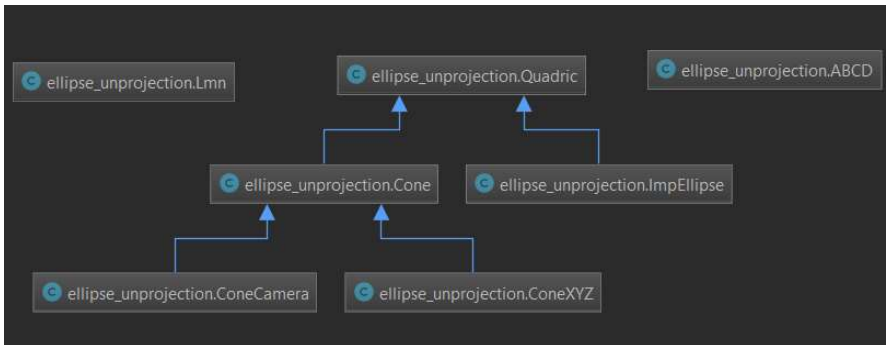 ellipse_unprojection.Lmn
C ellipse_unprojection.Quadric
C ellipse_unprojection.ABCD
C ellipse_unprojection.Cone
C ellipse_unprojection.ImpEllipse
C ellipse_unprojection.ConeCamera
C ellipse_unprojection.ConeXYZ